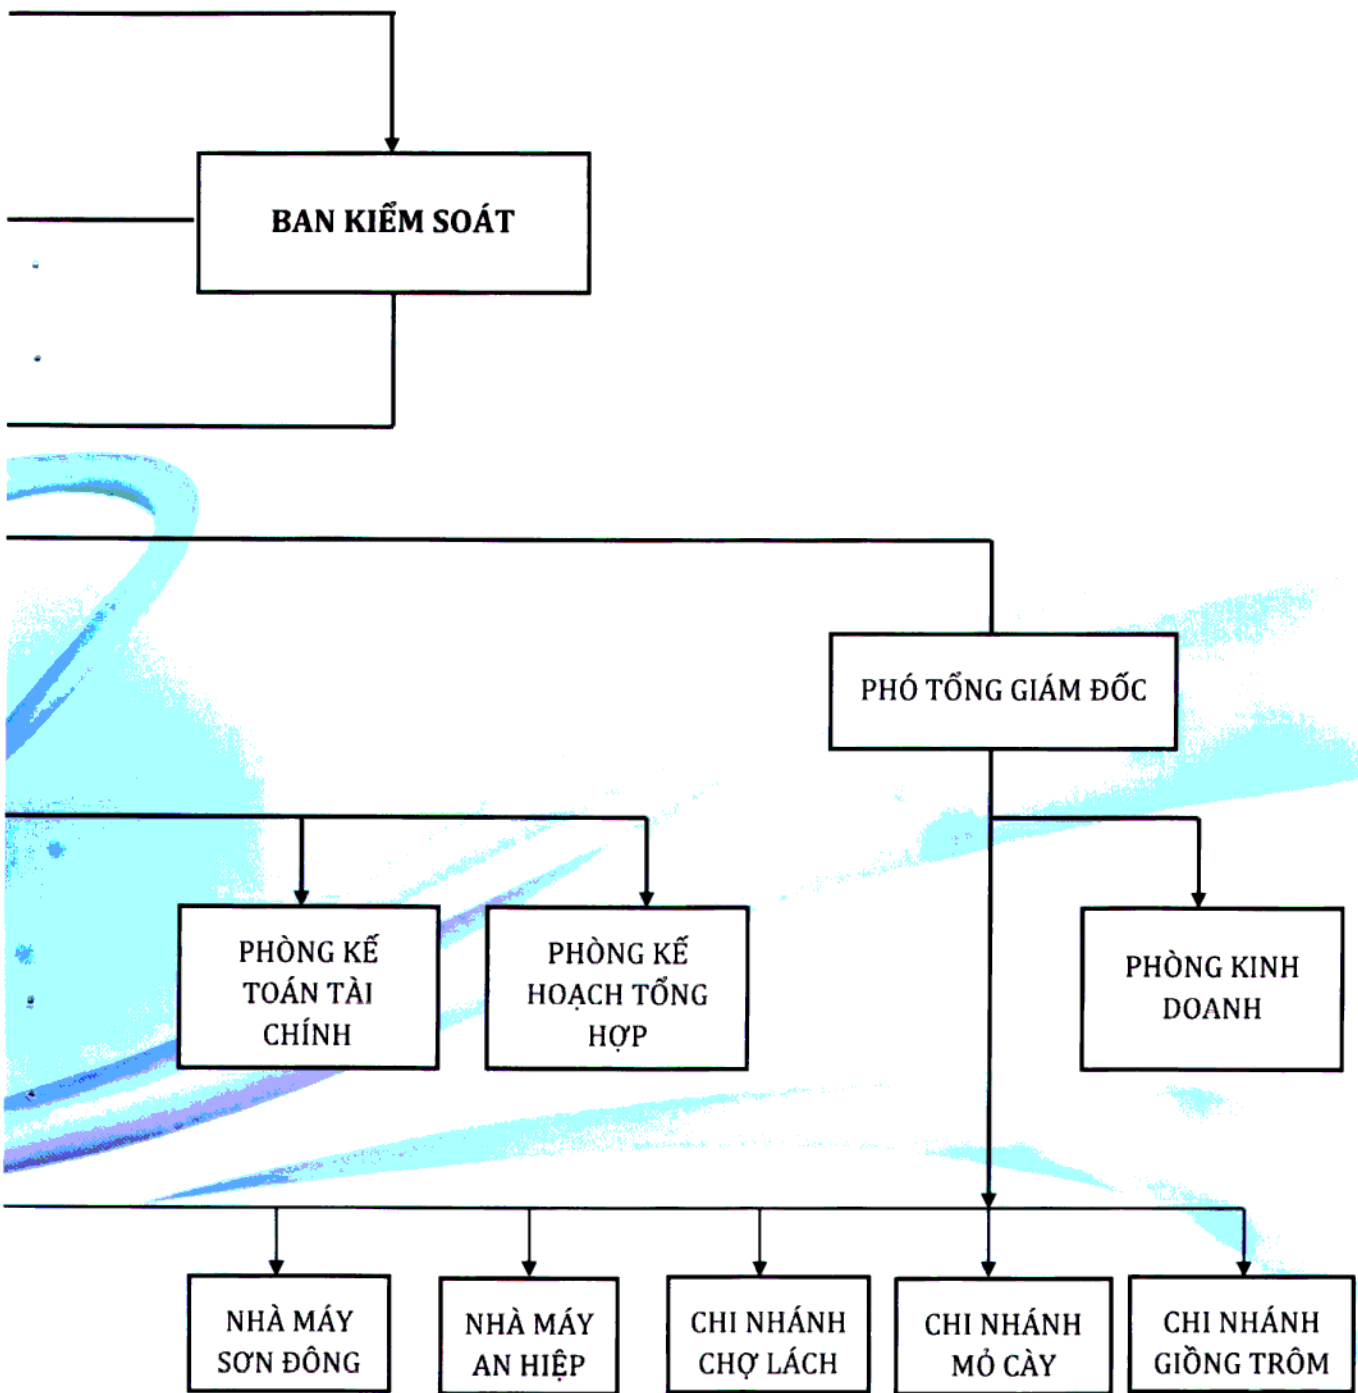 BAN KIỂM SOÁT
PHÓ TỔNG GIÁM ĐỐC
PHÒNG KẾ
TOÁN TÀI
CHÍNH
PHÒNG KẾ
HOẠCH TỔNG
HỢP
PHÒNG KINH
DOANH
NHÀ MÁY
SƠN ĐÔNG
NHÀ MÁY
AN HIỆP
CHI NHÁNH
CHỢ LÁCH
CHI NHÁNH
MỎ CÀY
CHI NHÁNH
GIỒNG TRÔM